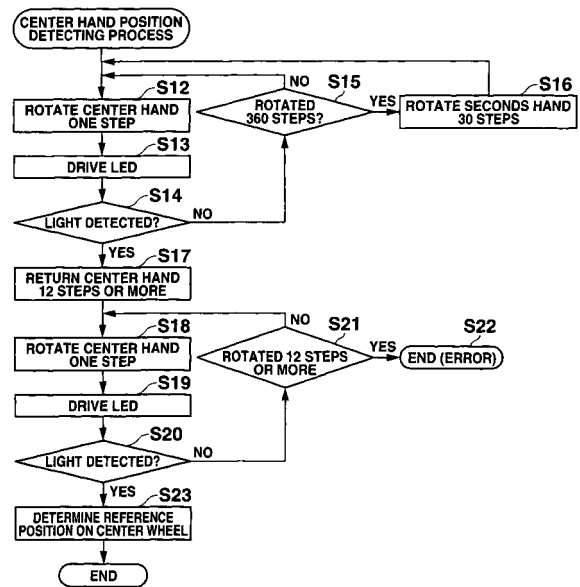 CENTER HAND POSITION
DETECTING PROCESS
S12
ROTATE CENTER HAND
ONE STEP
NO
S15
ROTATED
360 STEPS?
YES
S16
ROTATE SECONDS HAND
30 STEPS
S13
DRIVE LED
S14
LIGHT DETECTED?
NO
YES
S17
RETURN CENTER HAND
12 STEPS OR MORE
S18
ROTATE CENTER HAND
ONE STEP
NO
S21
ROTATED 12 STEPS
OR MORE
YES
S22
END (ERROR)
S19
DRIVE LED
S20
LIGHT DETECTED?
NO
YES
S23
DETERMINE REFERENCE
POSITION ON CENTER WHEEL
END